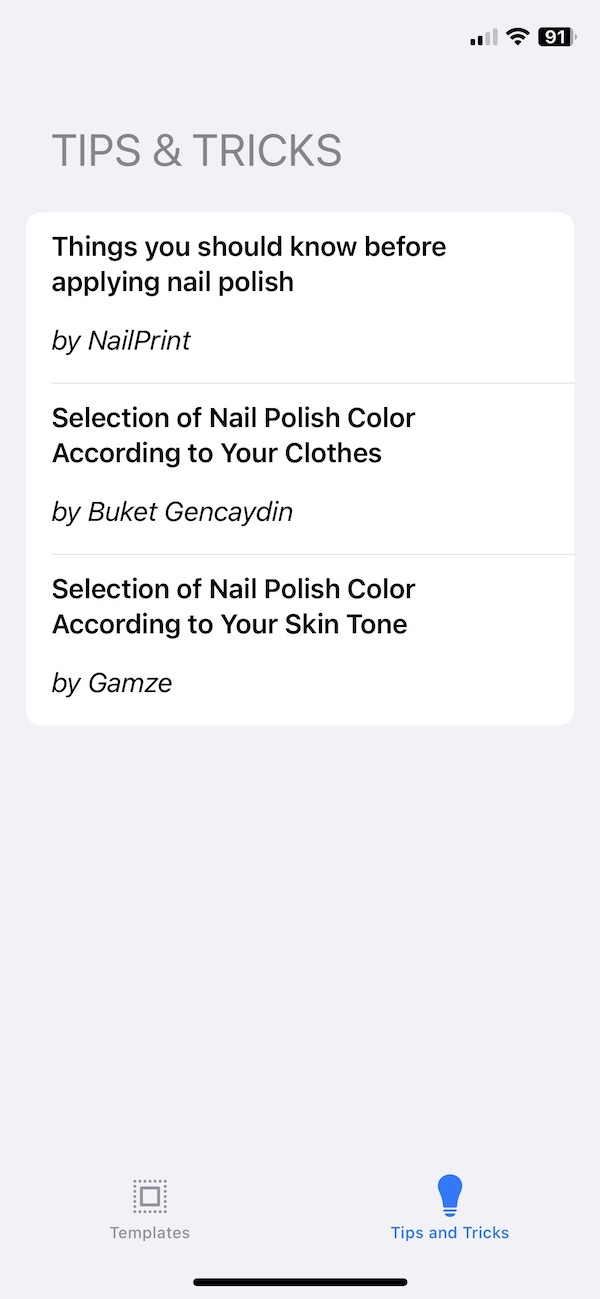 91
TIPS & TRICKS
Things you should know before
applying nail polish
by NailPrint
Selection of Nail Polish Color
According to Your Clothes
by Buket Gencaydin
Selection of Nail Polish Color
According to Your Skin Tone
by Gamze
Templates
Tips and Tricks